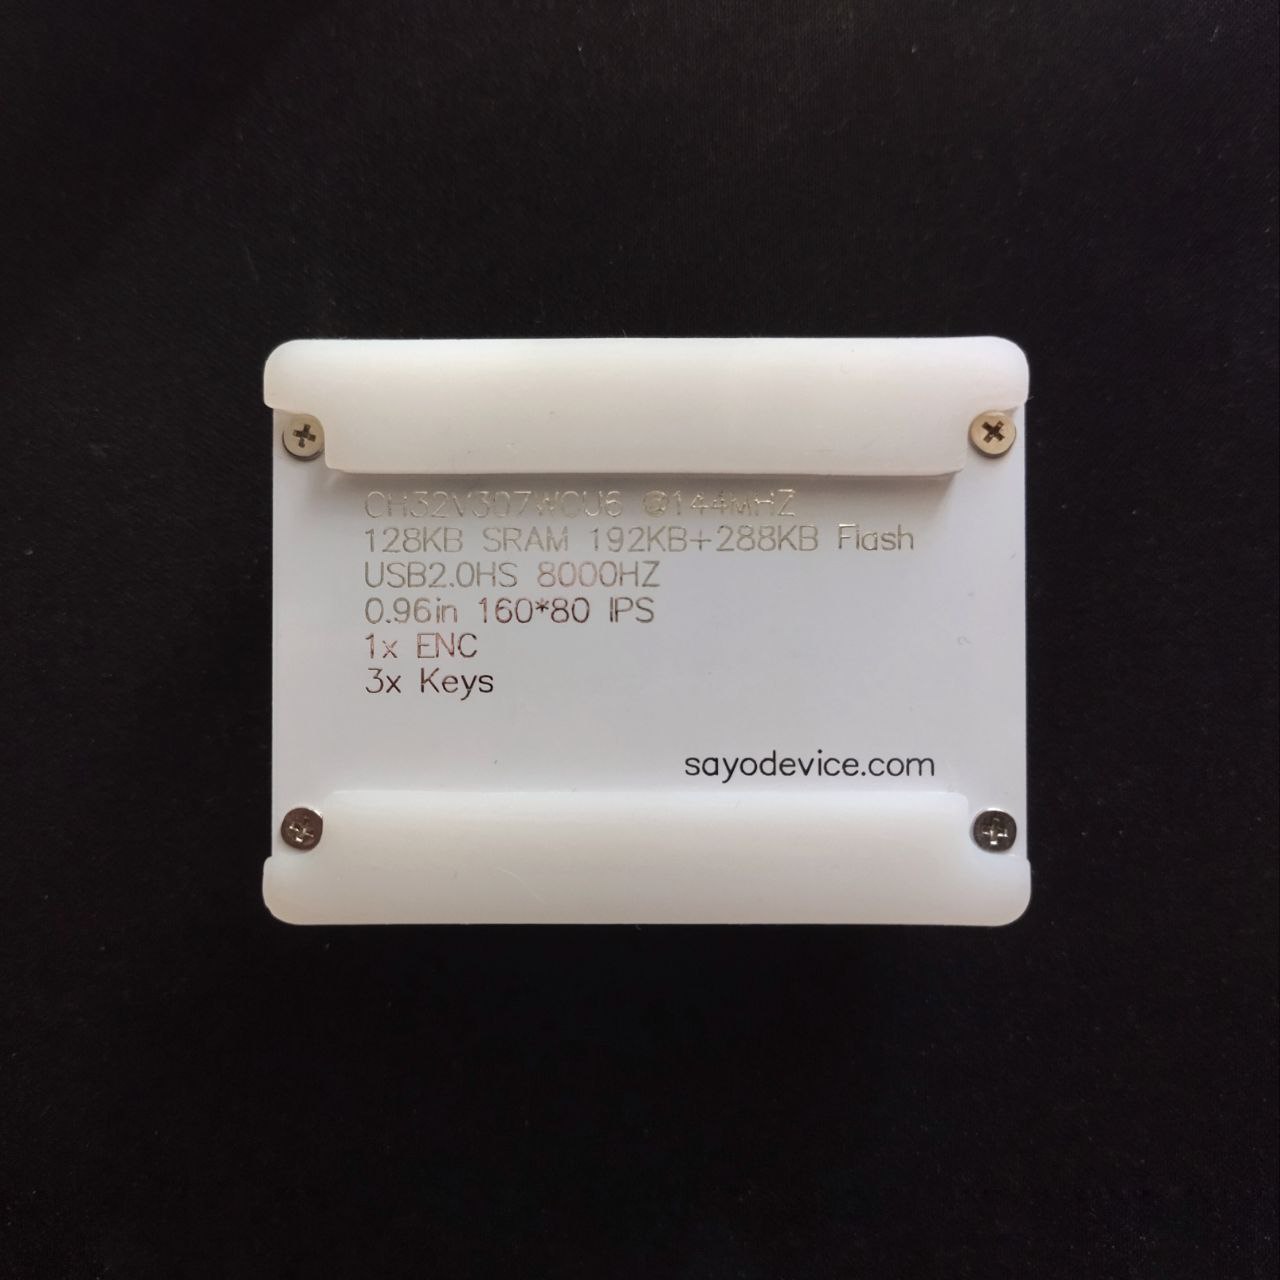 CH32V307WCU6 @144MHZ
128KB SRAM 192KB+288KB Flash
USB2.0HS 8000HZ
0.96in 160*80 IPS
1x ENC
3x Keys
sayodevice.com